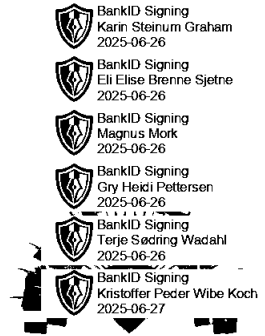 BankID Signing
Karin Steinum Graham
2025-06-26
BankID Signing
Eli Elise Brenne Sjetne
2025-06-26
BankID Signing
Magnus Mork
2025-06-26
BankID Signing
Gry Heidi Pettersen
2025-06-26
BankID Signing
Terje Sødring Wadahl
2025-06-26
BankID Signing
Kristoffer Peder Wibe Koch
2025-06-27